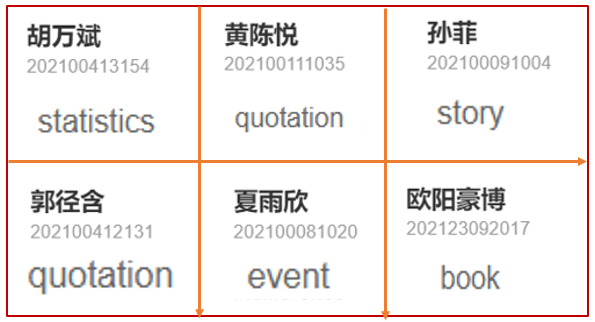 胡万斌
202100413154
statistics
黄陈悦
202100111035
quotation
孙菲
202100091004
story
郭径含
202100412131
quotation
夏雨欣
202100081020
event
欧阳豪博
202123092017
book